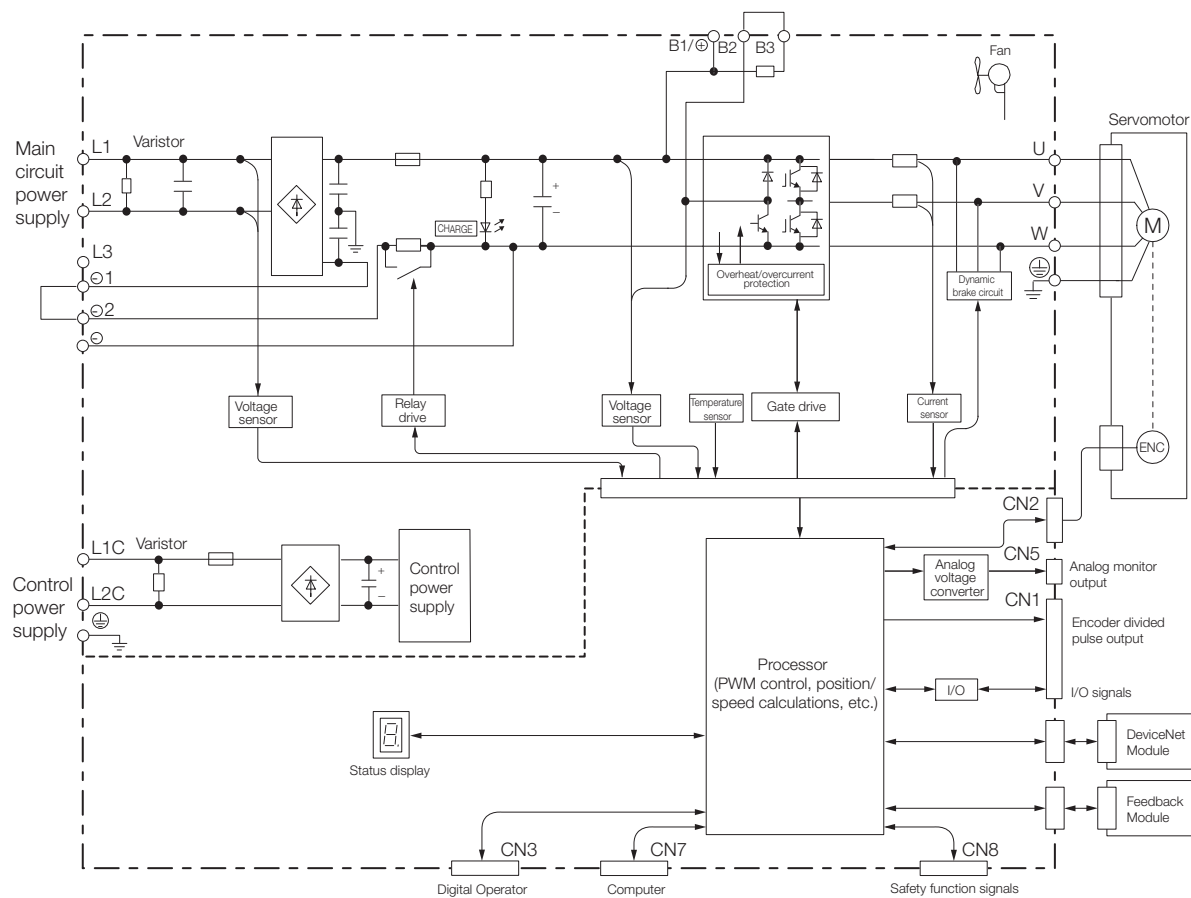 B1/⊕ B2 B3
Fan
Servomotor
Main
circuit
power
supply
L1
Varistor
L2
L3
⊖1
⊖2
⊖
+
–
CHARGE
Overheat/overcurrent
protection
U
V
W
M
Dynamic
brake circuit
Voltage
sensor
Relay
drive
Voltage
sensor
Temperature
sensor
Gate drive
Current
sensor
ENC
CN2
L1C
Varistor
Control
power
supply
L2C
+
–
Control
power
supply
Analog
voltage
converter
CN5
Analog monitor
output
CN1
Encoder divided
pulse output
Processor
(PWM control, position/
speed calculations, etc.)
I/O
I/O signals
8.
Status display
DeviceNet
Module
Feedback
Module
CN3
CN7
CN8
Digital Operator
Computer
Safety function signals